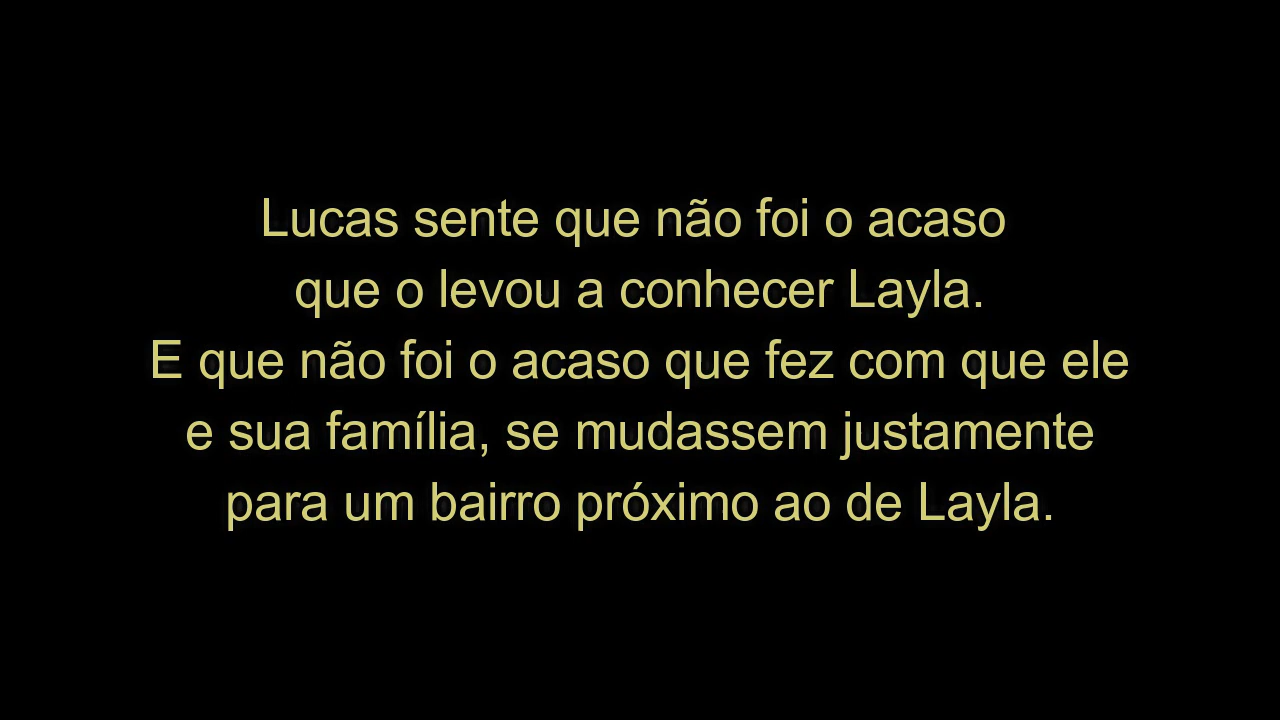 Lucas sente que não foi o acaso
que o levou a conhecer Layla.
E que não foi o acaso que fez com que ele
e sua família, se mudassem justamente
para um bairro próximo ao de Layla.